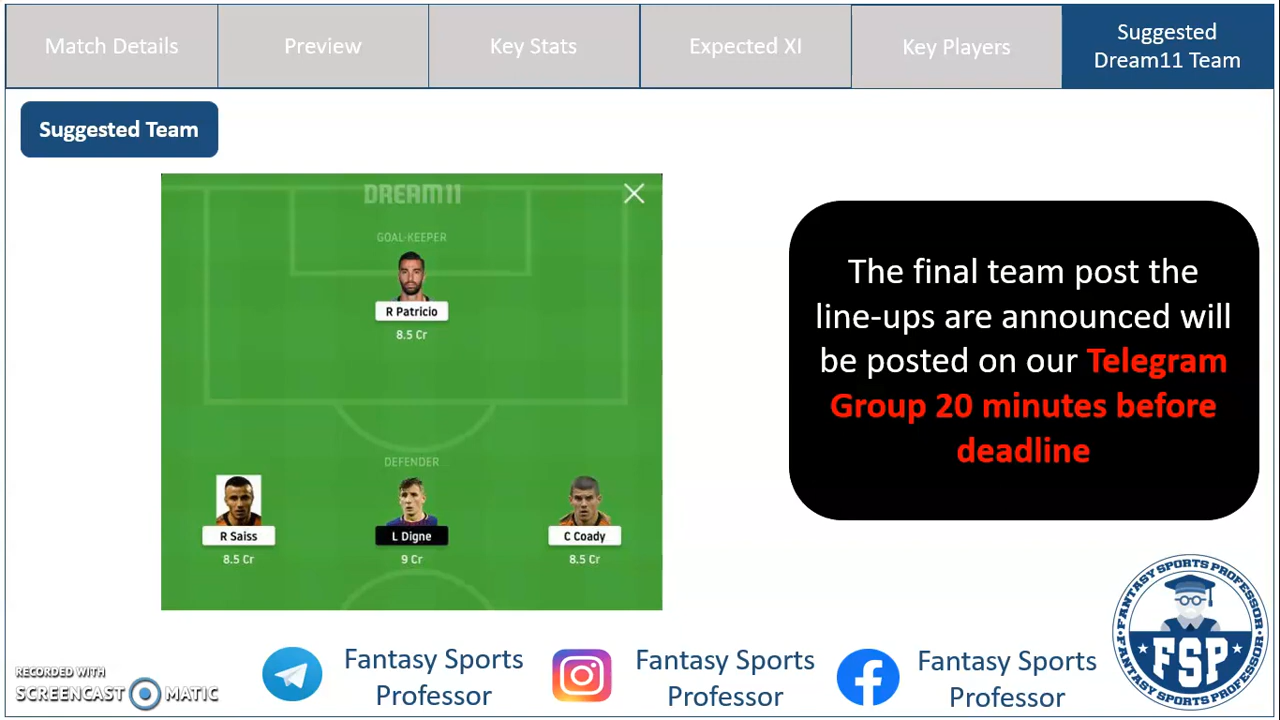 Match Details
Preview
Key Stats
Expected XI
Key Players
Suggested
Dream11 Team
Suggested Team
DREAM11
GOAL-KEEPER
R Patricio
8.5 Cr
DEFENDER
R Saiss
L Digne
C Coady
8.5 Cr
9 Cr
8.5 Cr
The final team post the
line-ups are announced will
be posted on our Telegram
Group 20 minutes before
deadline
RECORDED WITH
SCREENCAST MATIC
Fantasy Sports
Professor
Fantasy Sports
Professor
Fantasy Sports
Professor
FANTASY SPORTS PROFESSOR
FSP
FANTASY SPORTS PROFESSOR